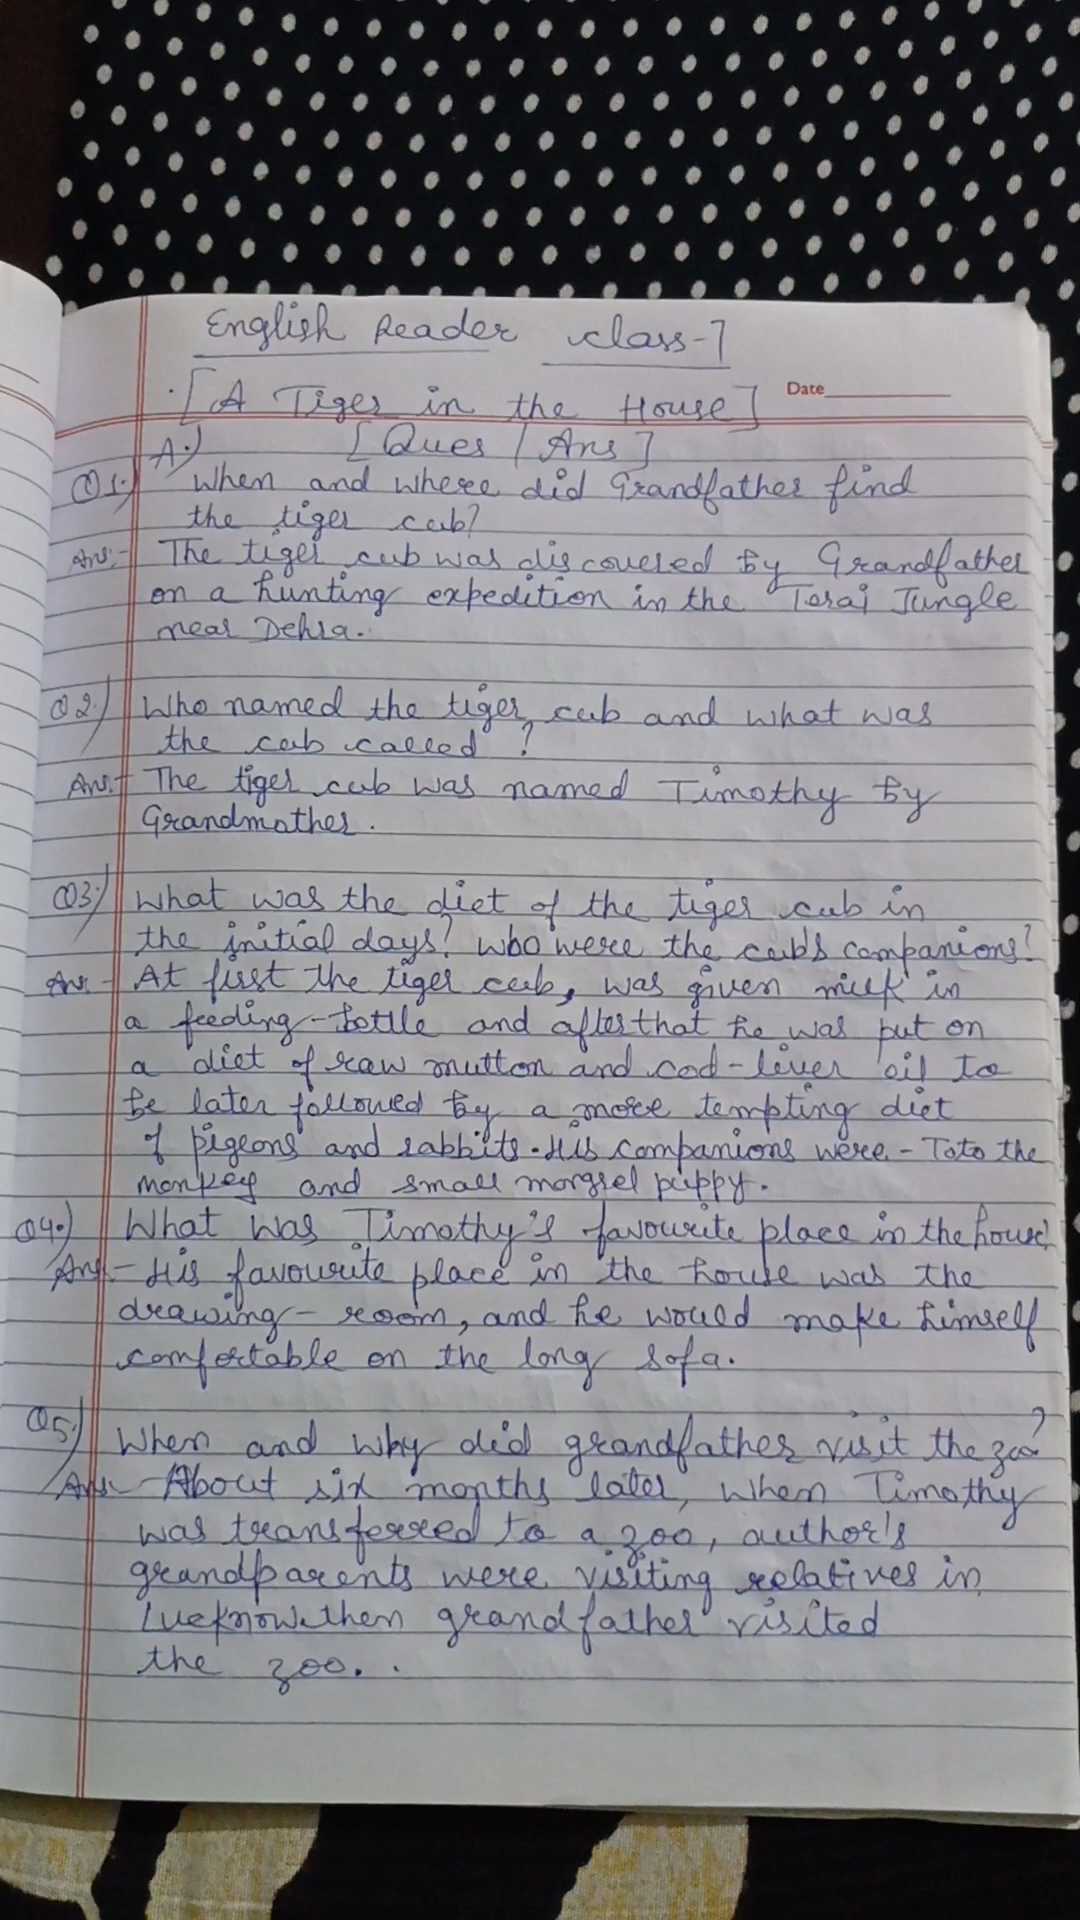 English Reader class-7
[A Tiger in the House]
Date
A.) [Ques / Ans]
Q1.) When and where did Grandfather find
the tiger cub?
Ans:- The tiger cub was discovered by Grandfather
on a hunting expedition in the Terai Jungle
near Dehra.
Q2.) Who named the tiger cub and what was
the cub called ?
Ans:- The tiger cub was named Timothy by
Grandmother.
Q3.) What was the diet of the tiger cub in
the initial days? Who were the cub's companions?
Ans:- At first the tiger cub, was given milk in
a feeding-bottle and after that he was put on
a diet of raw mutton and cod-liver oil to
be later followed by a more tempting diet
of pigeons and rabbits. His companions were - Toto the
monkey and small mongrel puppy.
Q4.) What was Timothy's favourite place in the house?
Ans- His favourite place in the house was the
drawing-room, and he would make himself
comfortable on the long sofa.
Q5.) When and why did grandfather visit the zoo?
Ans- About six months later, when Timothy
was transferred to a zoo, author's
grandparents were visiting relatives in
Lucknow.then grandfather visited
the zoo..